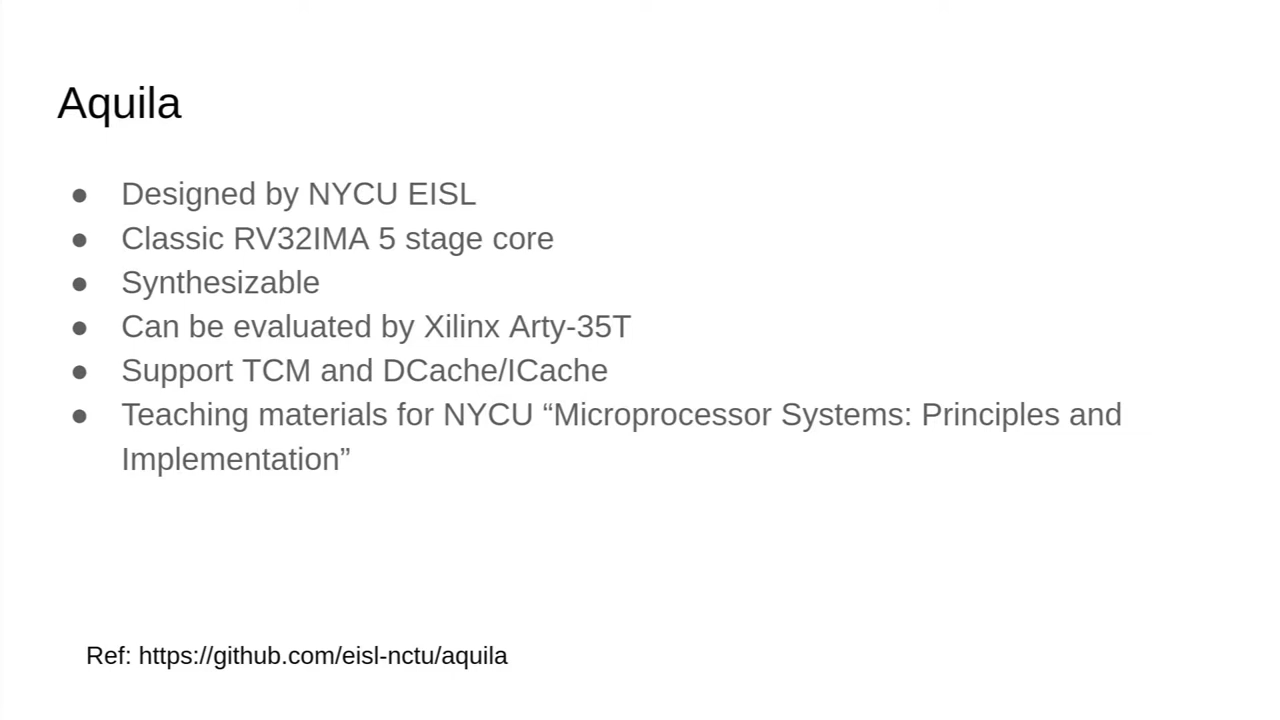 Aquila
● Designed by NYCU EISL
● Classic RV32IMA 5 stage core
● Synthesizable
● Can be evaluated by Xilinx Arty-35T
● Support TCM and DCache/ICache
● Teaching materials for NYCU “Microprocessor Systems: Principles and
Implementation”
Ref: https://github.com/eisl-nctu/aquila